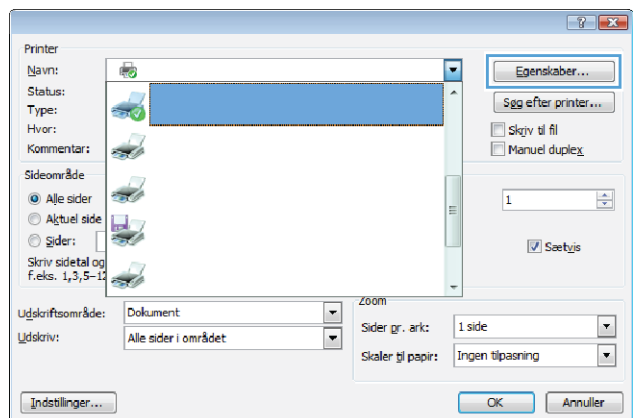 Printer
Navn:
Egenskaber...
Status:
Type:
Søg efter printer...
Hvor:
Skriv til fil
Kommentar:
Manuel duplex
Sideområde
Alle sider
1
Aktuel side
Sider:
Sætvis
Skriv sidetal og
f.eks. 1,3,5–12
Zoom
Udskriftsområde: Dokument
Sider pr. ark: 1 side
Udskriv: Alle sider i området
Skaler til papir: Ingen tilpasning
Indstillinger... OK Annuller